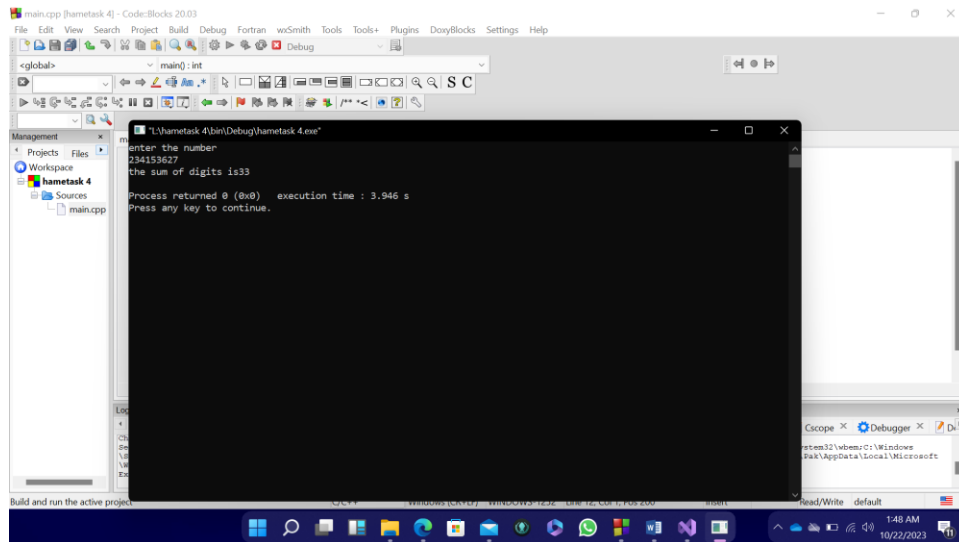 main.cpp [hametask 4] - Code::Blocks 20.03
File Edit View Search Project Build Debug Fortran wxSmith Tools Tools+ Plugins DoxyBlocks Settings Help
Debug
<global> main() : int
S C
Management
Projects Files
Workspace
hametask 4
Sources
main.cpp
"L:\hametask 4\bin\Debug\hametask 4.exe"
enter the number
234153627
the sum of digits is33
Process returned 0 (0x0) execution time : 3.946 s
Press any key to continue.
Cscope Debugger
ystem32\wbem;C:\Windows
Pak\AppData\Local\Microsoft
Build and run the active project
Read/Write default
1:48 AM
10/22/2023